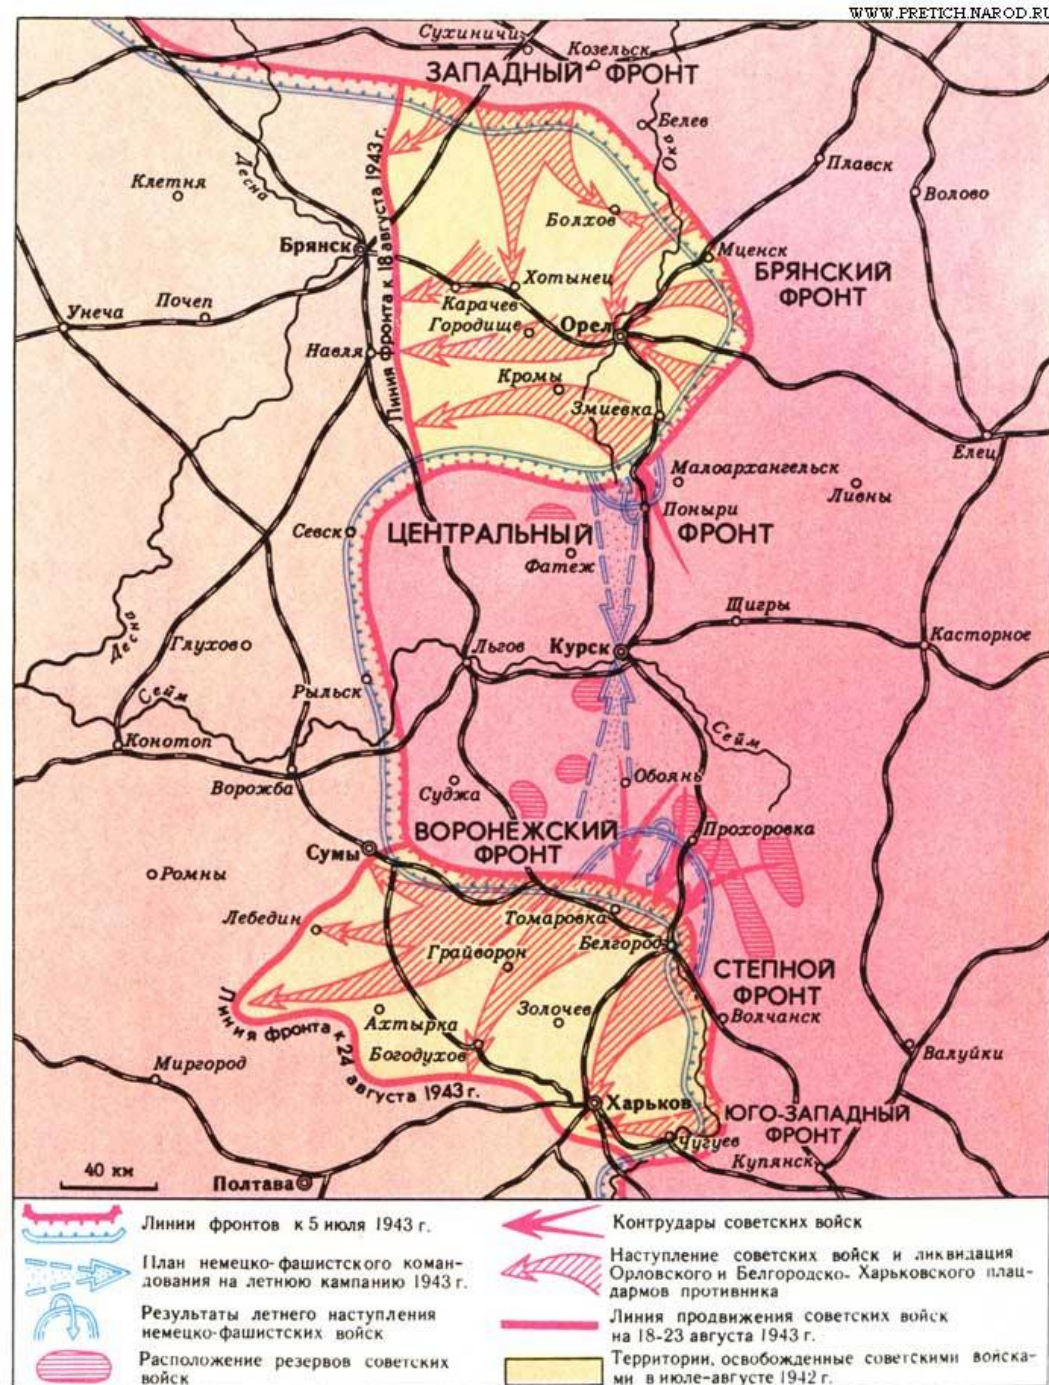 WWW.PRETICH.NAROD.RU
Сухиничи
Козельск
ЗАПАДНЫЙ ФРОНТ
Белев
Ока
Плавск
Десна
Клетня
Волово
Болхов
Брянск
Мценск
БРЯНСКИЙ
ФРОНТ
Линия фронта к 18 августа 1943 г.
Хотынец
Карачев
Почеп
Унеча
Городище
Орел
Навля
Кромы
Змиевка
Елец
Малоархангельск
Ливны
Поныри
Севск
ЦЕНТРАЛЬНЫЙ ФРОНТ
Фатеж
Щигры
Десна
Глухово
Льгов
Курск
Касторное
Рыльск
Сейм
Сейм
Конотоп
Ворожба
Суджа
Обоянь
ВОРОНЕЖСКИЙ
ФРОНТ
Прохоровка
Сумы
Ромны
Лебедин
Томаровка
Белгород
Грайворон
СТЕПНОЙ
ФРОНТ
Золочев
Волчанск
Ахтырка
Богодухов
Линия фронта к 24 августа 1943 г.
Валуйки
Миргород
Харьков
ЮГО-ЗАПАДНЫЙ
ФРОНТ
Чугуев
Купянск
40 км
Полтава
Линии фронтов к 5 июля 1943 г.
План немецко-фашистского коман-
дования на летнюю кампанию 1943 г.
Результаты летнего наступления
немецко-фашистских войск
Расположение резервов советских
войск
Контрудары советских войск
Наступление советских войск и ликвидация
Орловского и Белгородско-Харьковского плац-
дармов противника
Линия продвижения советских войск
на 18-23 августа 1943 г.
Территории, освобожденные советскими войска-
ми в июле-августе 1942 г.